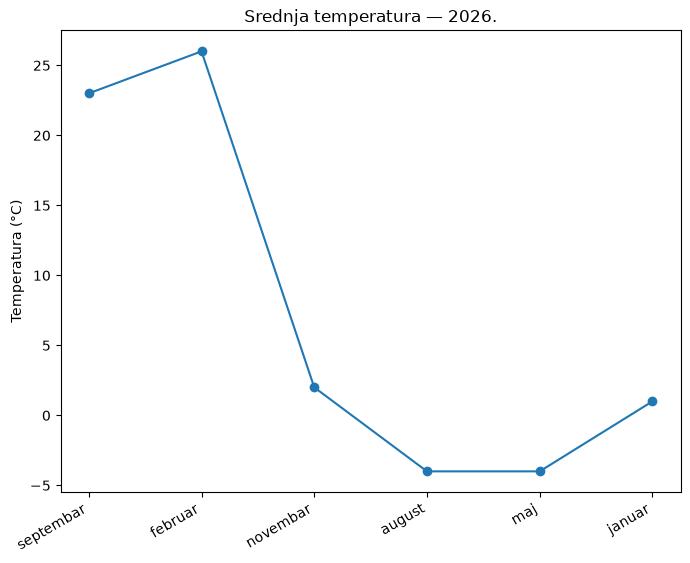 Srednja temperatura — 2026.
Temperatura (°C)
25
20
15
10
5
0
−5
septembar
februar
novembar
august
maj
januar